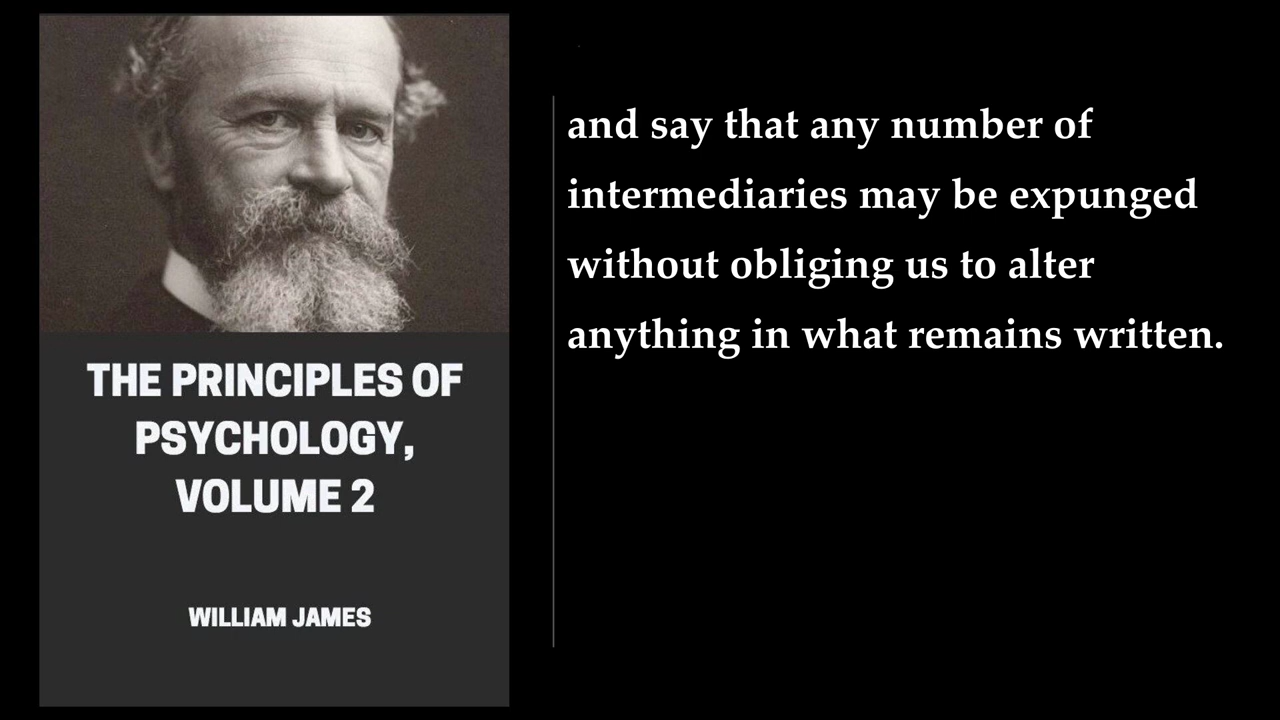 THE PRINCIPLES OF
PSYCHOLOGY,
VOLUME 2
WILLIAM JAMES
and say that any number of
intermediaries may be expunged
without obliging us to alter
anything in what remains written.